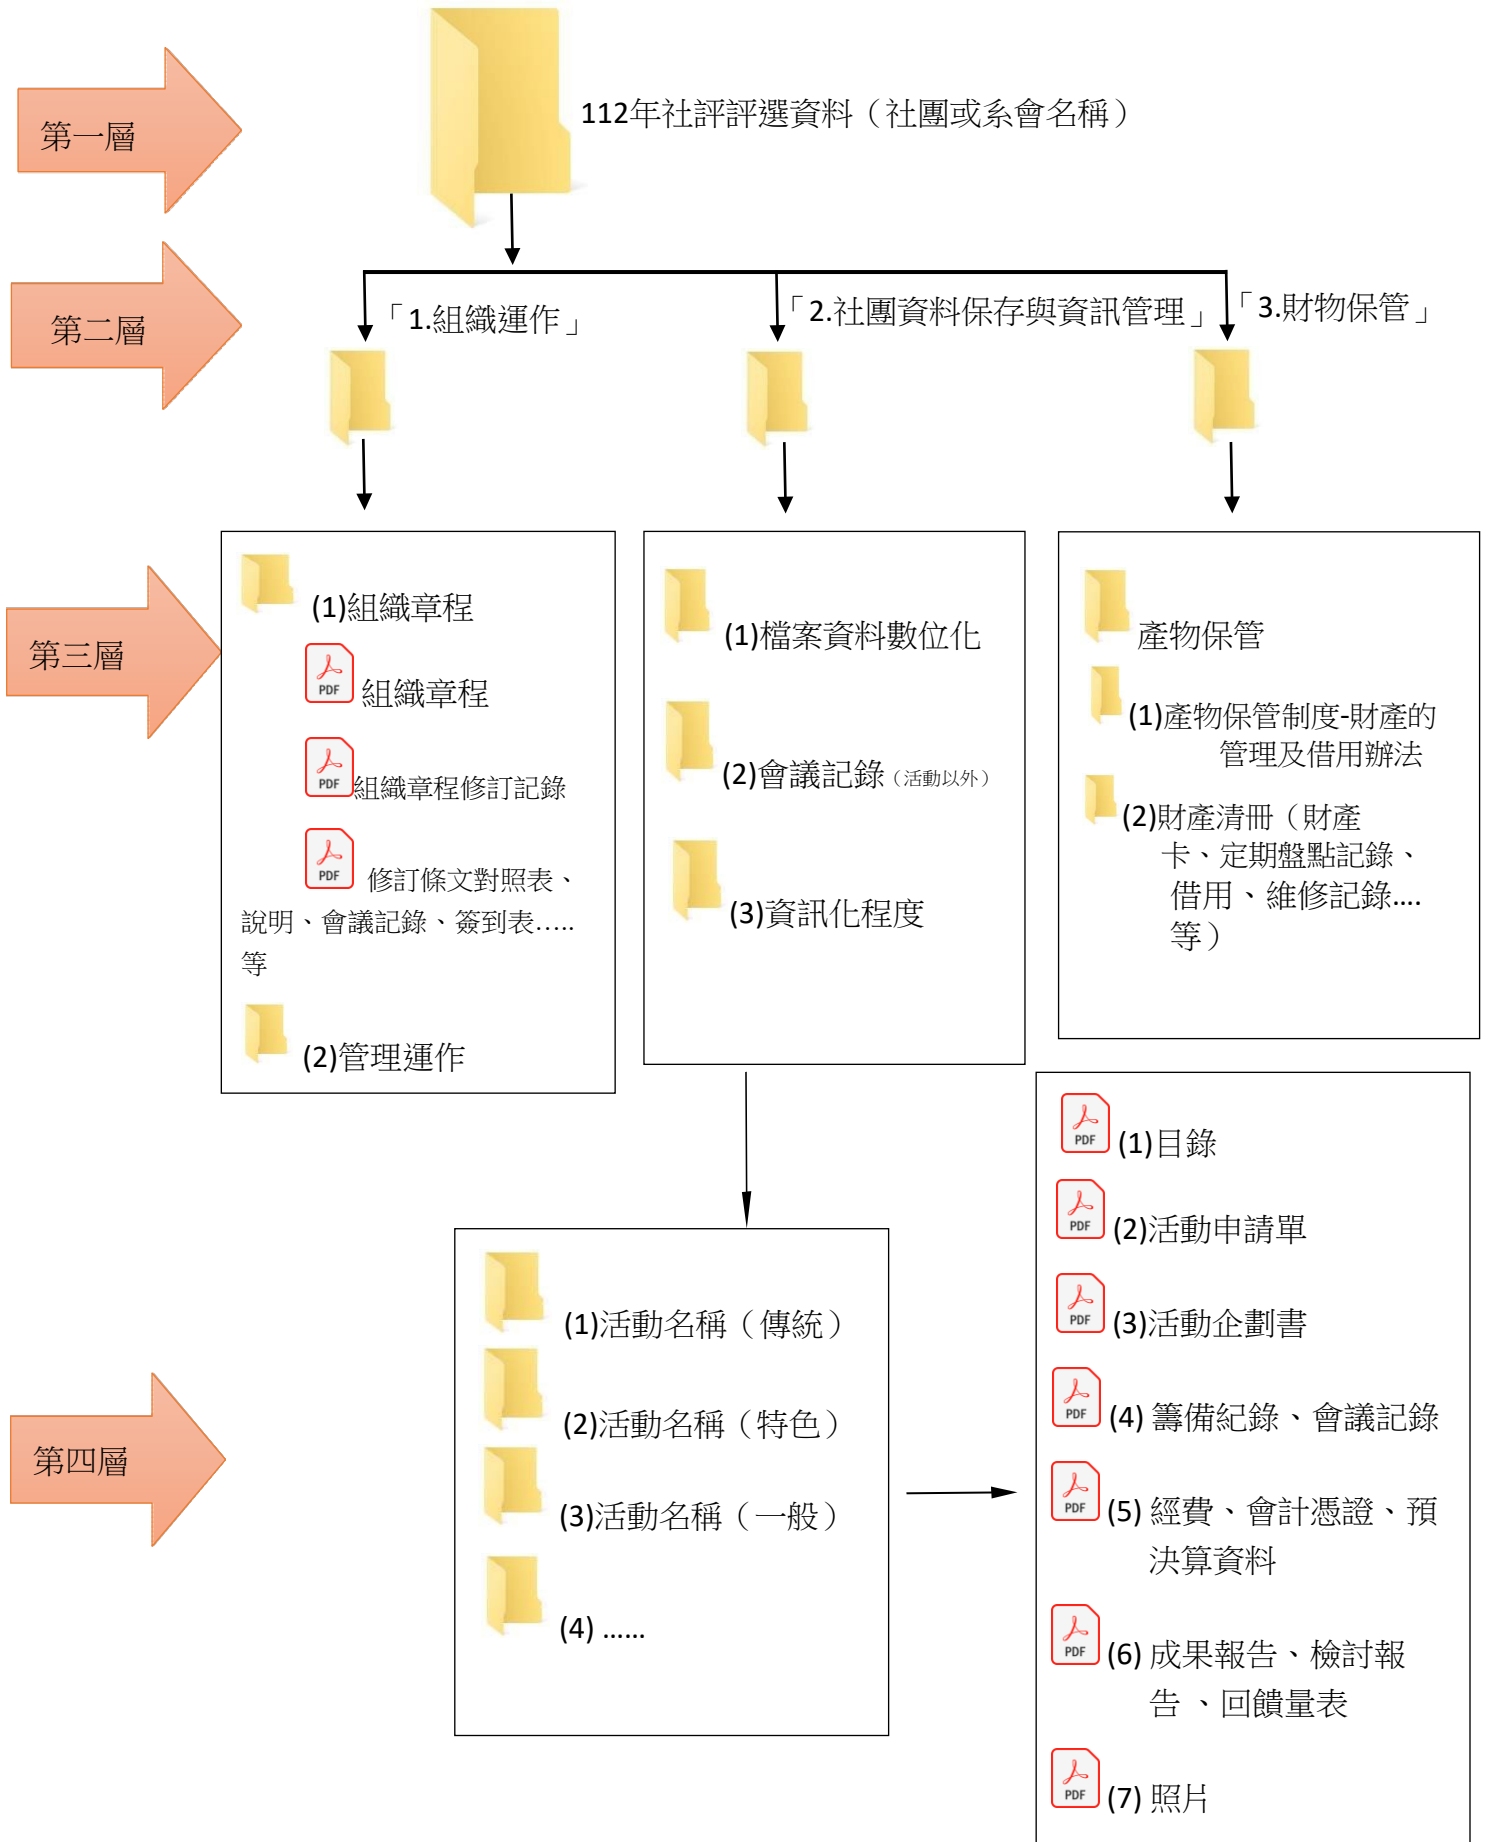 第一層
112年社評評選資料（社團或系會名稱）
第二層
「1.組織運作」
「2.社團資料保存與資訊管理」
「3.財物保管」
第三層
(1)組織章程
PDF
組織章程
PDF
組織章程修訂記錄
PDF
修訂條文對照表、
說明、會議記錄、簽到表.....
等
(2)管理運作
(1)檔案資料數位化
(2)會議記錄（活動以外）
(3)資訊化程度
產物保管
(1)產物保管制度-財產的
管理及借用辦法
(2)財產清冊（財產
卡、定期盤點記錄、
借用、維修記錄....
等）
第四層
(1)活動名稱（傳統）
(2)活動名稱（特色）
(3)活動名稱（一般）
(4) ......
PDF
(1)目錄
PDF
(2)活動申請單
PDF
(3)活動企劃書
PDF
(4) 籌備紀錄、會議記錄
PDF
(5) 經費、會計憑證、預
決算資料
PDF
(6) 成果報告、檢討報
告 、回饋量表
PDF
(7) 照片